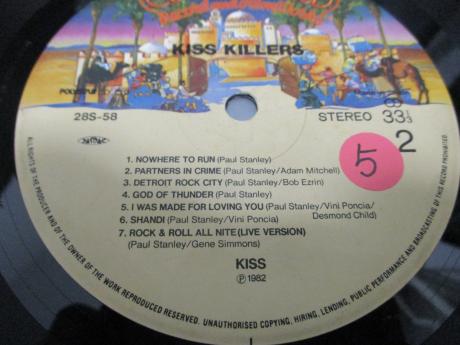 KISS KILLERS
28S-58
STEREO 33⅓
2
5
1. NOWHERE TO RUN (Paul Stanley)
2. PARTNERS IN CRIME (Paul Stanley/Adam Mitchell)
3. DETROIT ROCK CITY (Paul Stanley/Bob Ezrin)
4. GOD OF THUNDER (Paul Stanley)
5. I WAS MADE FOR LOVING YOU (Paul Stanley/Vini Poncia/
Desmond Child)
6. SHANDI (Paul Stanley/Vini Poncia)
7. ROCK & ROLL ALL NITE(LIVE VERSION)
(Paul Stanley/Gene Simmons)
KISS
Ⓟ1982
ALL RIGHTS OF THE PRODUCER AND OF THE OWNER OF THE WORK REPRODUCED RESERVED. UNAUTHORISED COPYING, HIRING, LENDING, PUBLIC PERFORMANCE AND BROADCASTING OF THIS RECORD PROHIBITED.